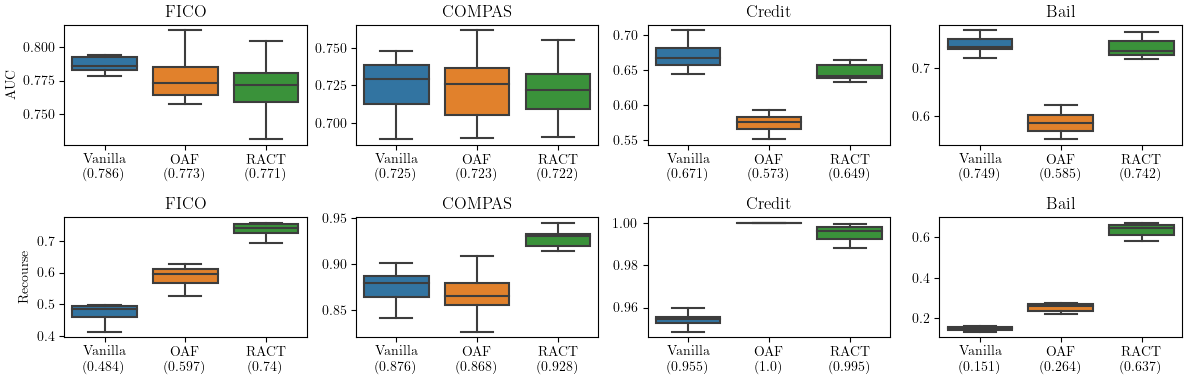 FICO
COMPAS
Credit
Bail
AUC
0.800
0.775
0.750
0.750
0.725
0.700
0.70
0.65
0.60
0.55
0.7
0.6
Vanilla OAF RACT
(0.786) (0.773) (0.771)
Vanilla OAF RACT
(0.725) (0.723) (0.722)
Vanilla OAF RACT
(0.671) (0.573) (0.649)
Vanilla OAF RACT
(0.749) (0.585) (0.742)
FICO
COMPAS
Credit
Bail
Recourse
0.7
0.6
0.5
0.4
0.95
0.90
0.85
1.00
0.98
0.96
0.6
0.4
0.2
Vanilla OAF RACT
(0.484) (0.597) (0.74)
Vanilla OAF RACT
(0.876) (0.868) (0.928)
Vanilla OAF RACT
(0.955) (1.0) (0.995)
Vanilla OAF RACT
(0.151) (0.264) (0.637)